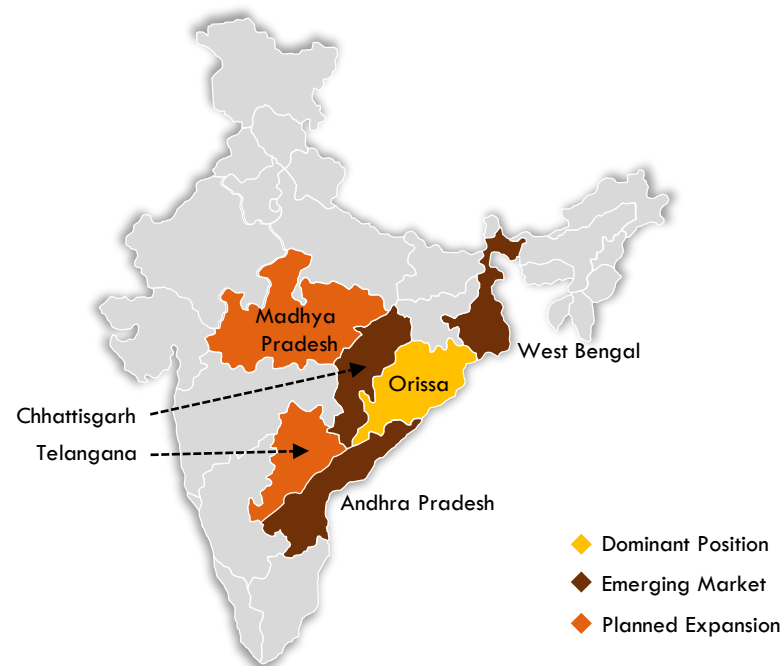 Madhya
Pradesh
West Bengal
Orissa
Chhattisgarh
Telangana
Andhra Pradesh
Dominant Position
Emerging Market
Planned Expansion